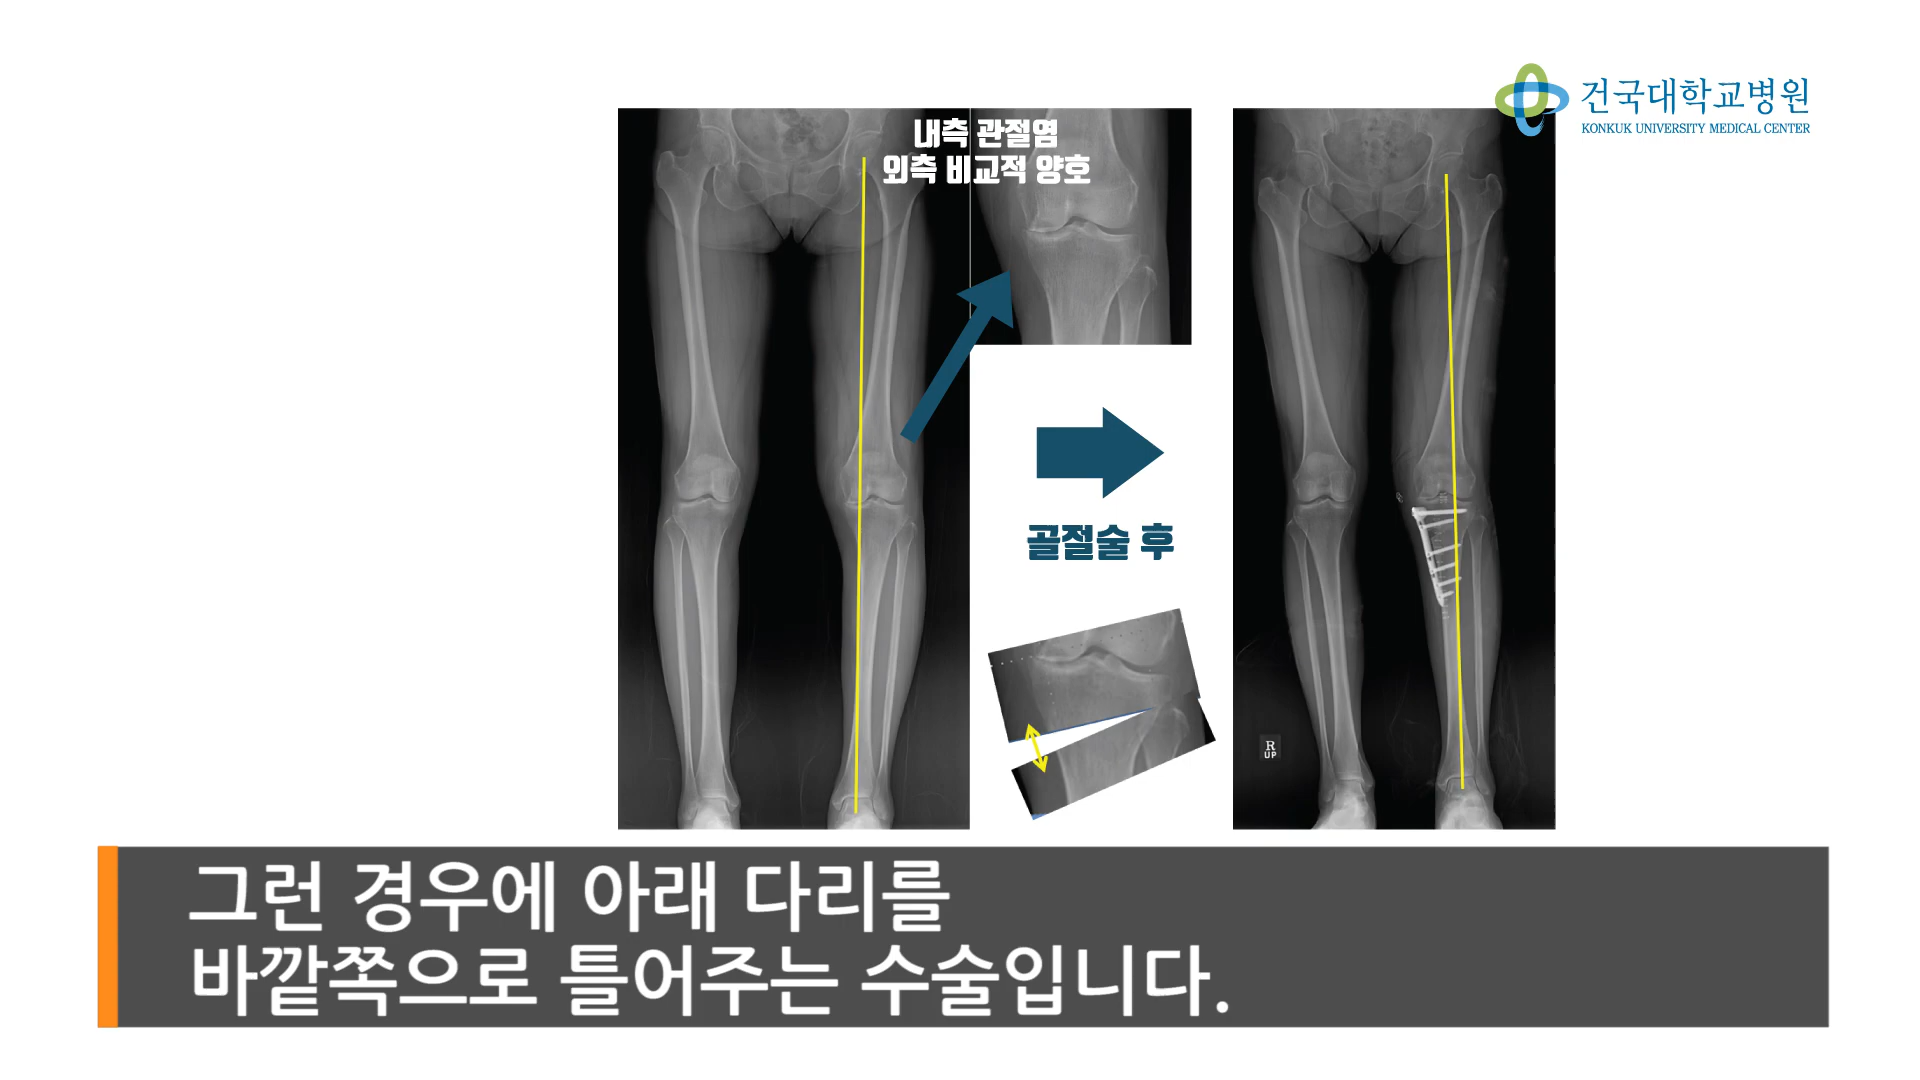 건국대학교병원
KONKUK UNIVERSITY MEDICAL CENTER
내측 관절염
외측 비교적 양호
골절술 후
R
UP
그런 경우에 아래 다리를
바깥쪽으로 틀어주는 수술입니다.